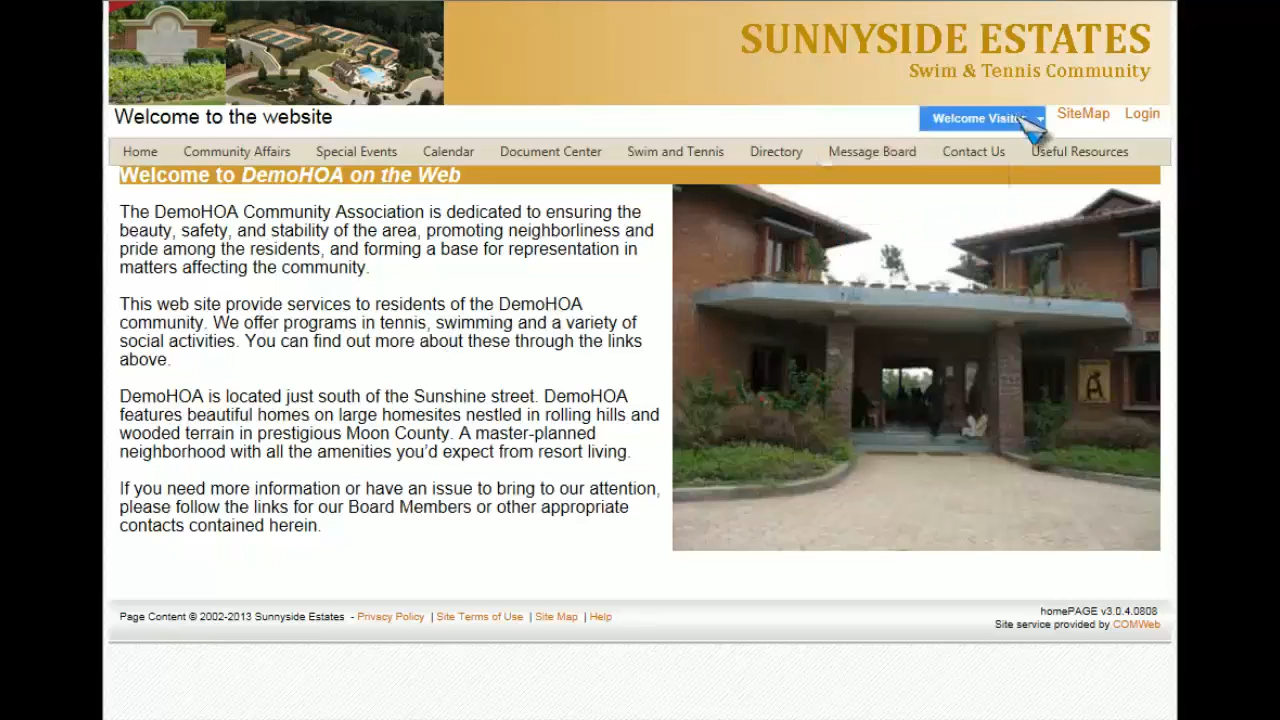 SUNNYSIDE ESTATES
Swim & Tennis Community
Welcome to the website
Welcome
SiteMap
Login
Home
Community Affairs
Special Events
Calendar
Document Center
Swim and Tennis
Directory
Message Board
Contact Us
Useful Resources
Welcome to DemoHOA on the Web
The DemoHOA Community Association is dedicated to ensuring the
beauty, safety, and stability of the area, promoting neighborliness and
pride among the residents, and forming a base for representation in
matters affecting the community.
This web site provide services to residents of the DemoHOA
community. We offer programs in tennis, swimming and a variety of
social activities. You can find out more about these through the links
above.
DemoHOA is located just south of the Sunshine street. DemoHOA
features beautiful homes on large homesites nestled in rolling hills and
wooded terrain in prestigious Moon County. A master-planned
neighborhood with all the amenities you'd expect from resort living.
If you need more information or have an issue to bring to our attention,
please follow the links for our Board Members or other appropriate
contacts contained herein.
Page Content © 2002-2013 Sunnyside Estates - Privacy Policy | Site Terms of Use | Site Map | Help
homePAGE v3.0.4.0808
Site service provided by COMWeb